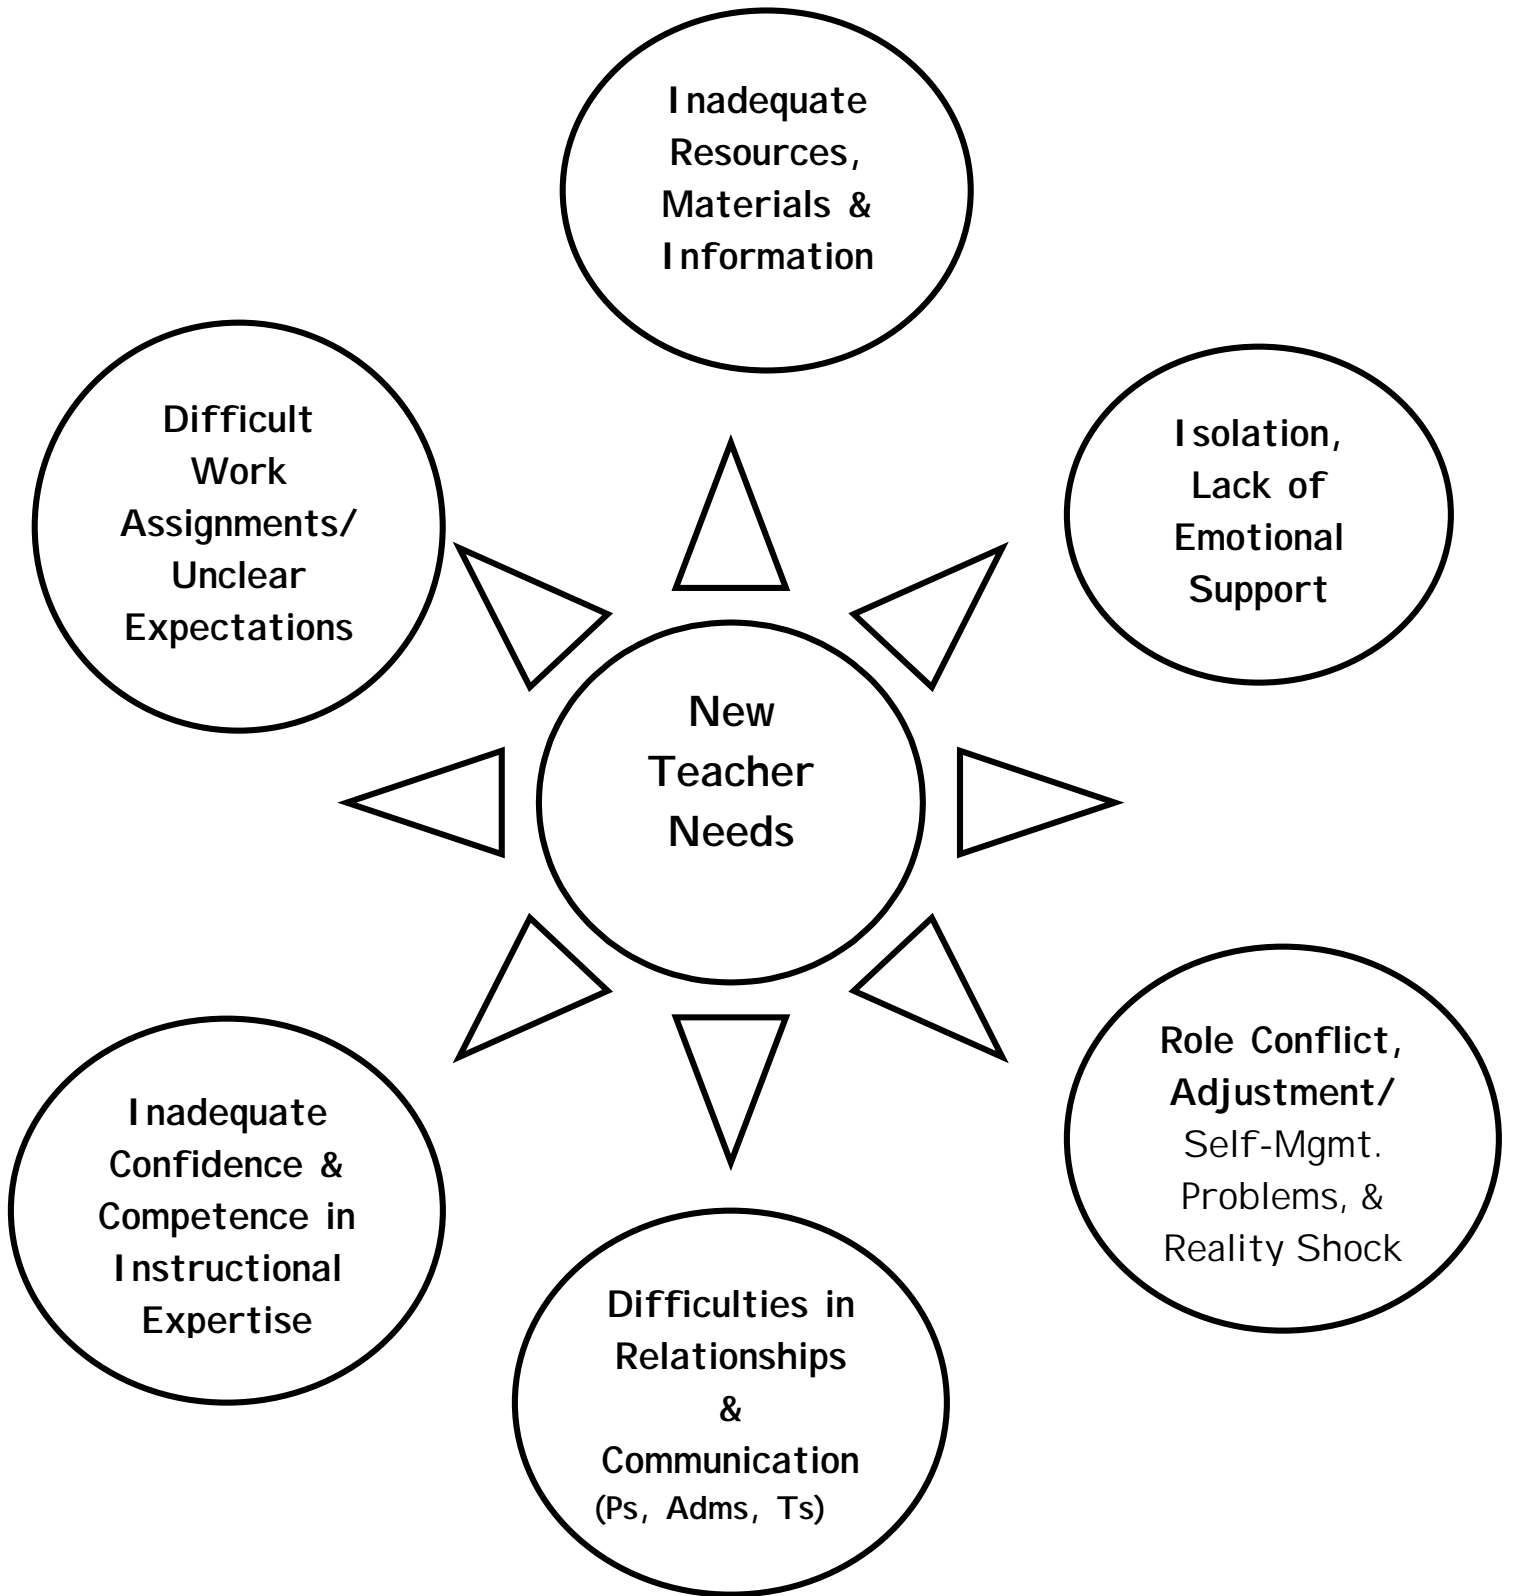 Inadequate
Resources,
Materials &
Information
Difficult
Work
Assignments/
Unclear
Expectations
Isolation,
Lack of
Emotional
Support
New
Teacher
Needs
Role Conflict,
Adjustment/
Self-Mgmt.
Problems, &
Reality Shock
Inadequate
Confidence &
Competence in
Instructional
Expertise
Difficulties in
Relationships
&
Communication
(Ps, Adms, Ts)